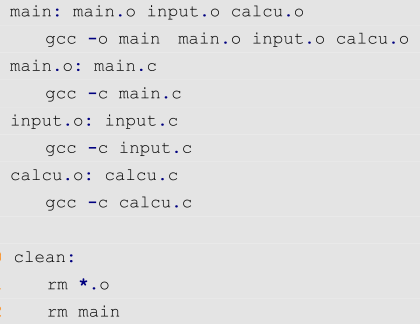 main: main.o input.o calcu.o
    gcc -o main  main.o input.o calcu.o
main.o: main.c
    gcc -c main.c
input.o: input.c
    gcc -c input.c
calcu.o: calcu.c
    gcc -c calcu.c

clean:
    rm *.o
    rm main